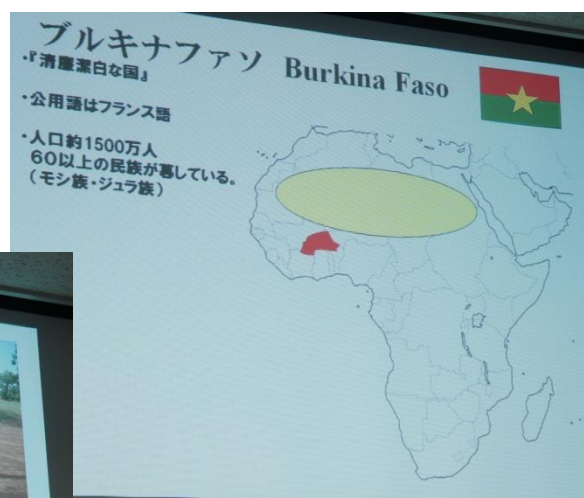 ブルキナファソ Burkina Faso
・『清廉潔白な国』
・公用語はフランス語
・人口約1500万人
60以上の民族が暮している。
(モシ族・ジュラ族)